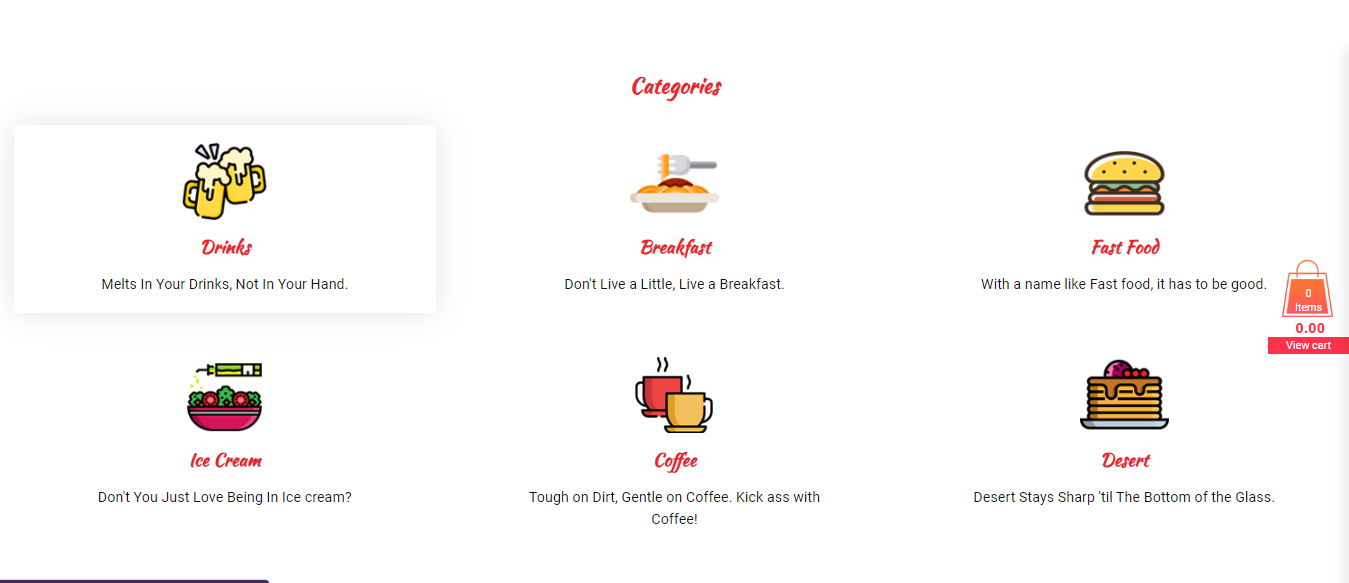 Categories
Drinks
Melts In Your Drinks, Not In Your Hand.
Breakfast
Don't Live a Little, Live a Breakfast.
Fast Food
With a name like Fast food, it has to be good.
0
Items
0.00
View cart
Ice Cream
Don't You Just Love Being In Ice cream?
Coffee
Tough on Dirt, Gentle on Coffee. Kick ass with
Coffee!
Desert
Desert Stays Sharp 'til The Bottom of the Glass.